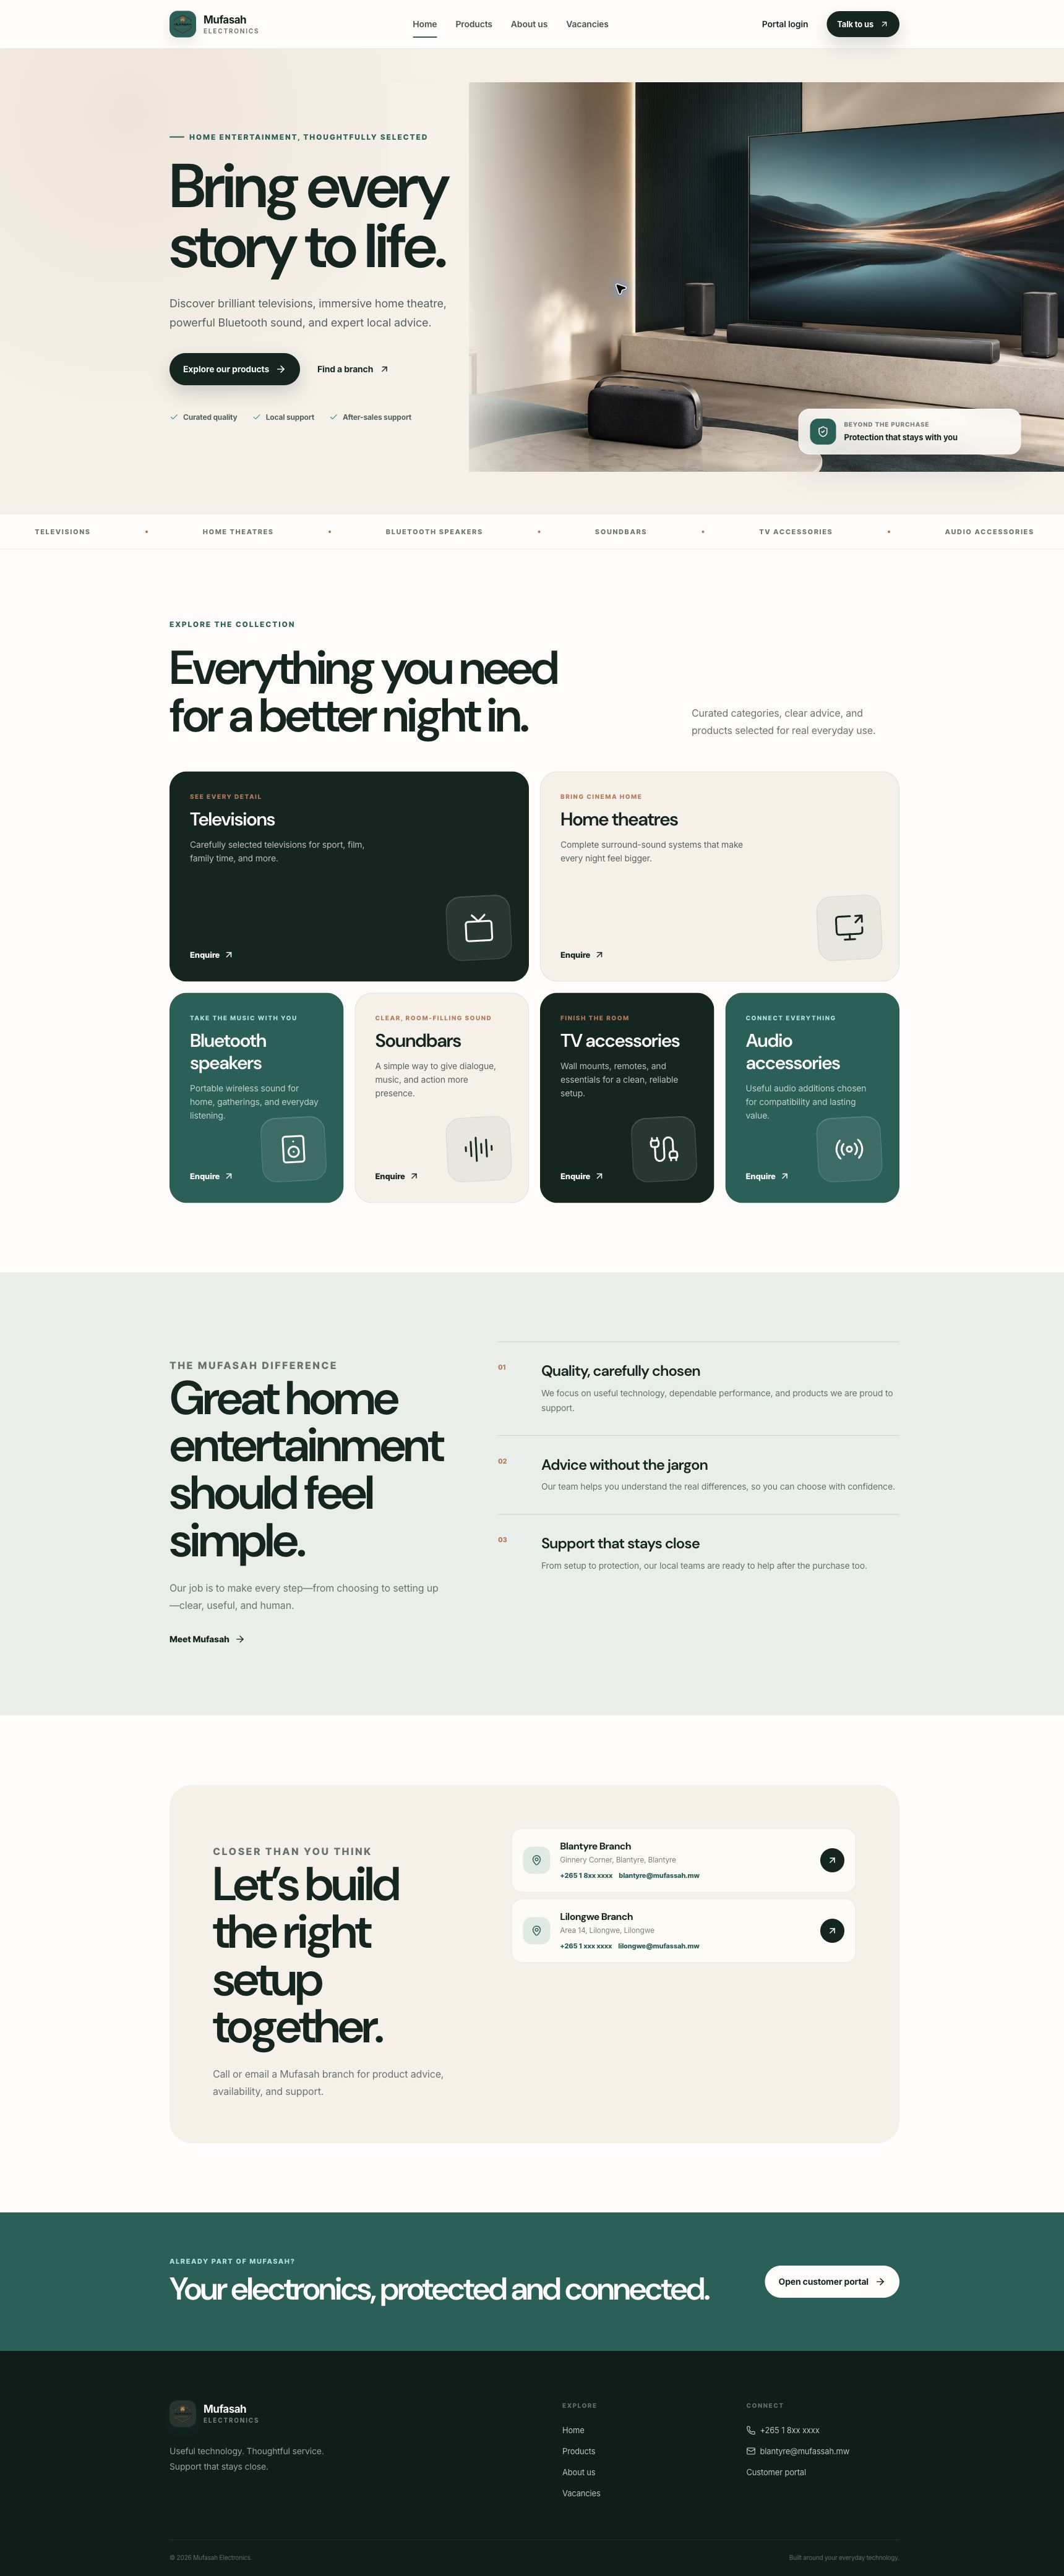 Mufasah
ELECTRONICS
Home
Products
About us
Vacancies
Portal login
Talk to us
HOME ENTERTAINMENT, THOUGHTFULLY SELECTED
Bring every
story to life.
Discover brilliant televisions, immersive home theatre,
powerful Bluetooth sound, and expert local advice.
Explore our products
Find a branch
Curated quality
Local support
After-sales support
BEYOND THE PURCHASE
Protection that stays with you
TELEVISIONS
HOME THEATRES
BLUETOOTH SPEAKERS
SOUNDBARS
TV ACCESSORIES
AUDIO ACCESSORIES
EXPLORE THE COLLECTION
Everything you need
for a better night in.
Curated categories, clear advice, and
products selected for real everyday use.
SEE EVERY DETAIL
Televisions
Carefully selected televisions for sport, film,
family time, and more.
Enquire
BRING CINEMA HOME
Home theatres
Complete surround-sound systems that make
every night feel bigger.
Enquire
TAKE THE MUSIC WITH YOU
Bluetooth
speakers
Portable wireless sound for
home, gatherings, and everyday
listening.
Enquire
CLEAR, ROOM-FILLING SOUND
Soundbars
A simple way to give dialogue,
music, and action more
presence.
Enquire
FINISH THE ROOM
TV accessories
Wall mounts, remotes, and
essentials for a clean, reliable
setup.
Enquire
CONNECT EVERYTHING
Audio
accessories
Useful audio additions chosen
for compatibility and lasting
value.
Enquire
THE MUFASAH DIFFERENCE
Great home
entertainment
should feel
simple.
Our job is to make every step—from choosing to setting up
—clear, useful, and human.
Meet Mufasah
01
Quality, carefully chosen
We focus on useful technology, dependable performance, and products we are proud to
support.
02
Advice without the jargon
Our team helps you understand the real differences, so you can choose with confidence.
03
Support that stays close
From setup to protection, our local teams are ready to help after the purchase too.
CLOSER THAN YOU THINK
Let's build
the right
setup
together.
Call or email a Mufasah branch for product advice,
availability, and support.
Blantyre Branch
Ginnery Corner, Blantyre, Blantyre
+265 1 8xx xxxx blantyre@mufassah.mw
Lilongwe Branch
Area 14, Lilongwe, Lilongwe
+265 1 xxx xxxx lilongwe@mufassah.mw
ALREADY PART OF MUFASAH?
Your electronics, protected and connected.
Open customer portal
Mufasah
ELECTRONICS
Useful technology. Thoughtful service.
Support that stays close.
EXPLORE
Home
Products
About us
Vacancies
CONNECT
+265 1 8xx xxxx
blantyre@mufassah.mw
Customer portal
© 2026 Mufasah Electronics.
Built around your everyday technology.